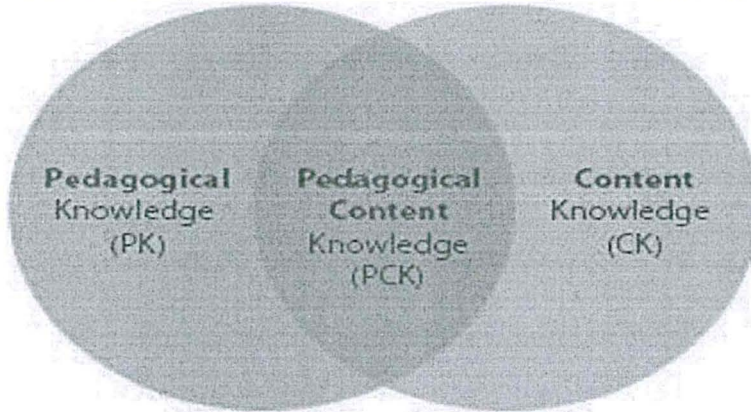 Pedagogical
Knowledge
(PK)
Pedagogical
Content
Knowledge
(PCK)
Content
Knowledge
(CK)